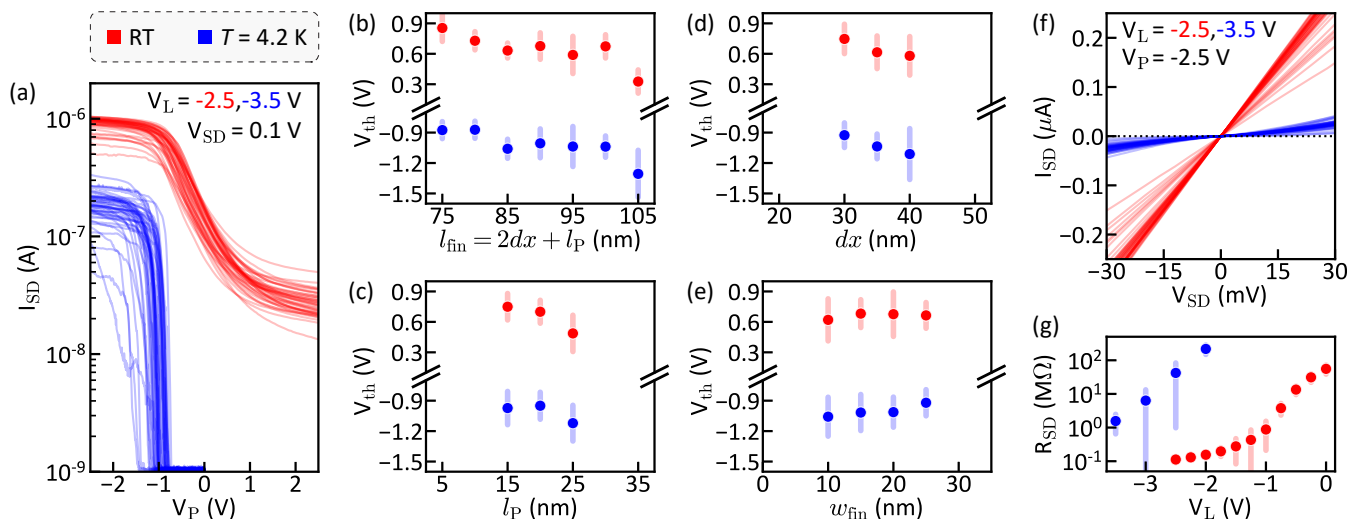 RT T = 4.2 K
(a)
V_L = -2.5,-3.5 V
V_SD = 0.1 V
10^-6
10^-7
10^-8
10^-9
I_SD (A)
−2 −1 0 1 2
V_P (V)
(b)
0.9
0.6
0.3
−0.9
−1.2
−1.5
V_th (V)
75 85 95 105
l_fin = 2dx + l_P (nm)
(c)
0.9
0.6
0.3
−0.9
−1.2
−1.5
V_th (V)
5 15 25 35
l_P (nm)
(d)
0.9
0.6
0.3
−0.9
−1.2
−1.5
V_th (V)
20 30 40 50
dx (nm)
(e)
0.9
0.6
0.3
−0.9
−1.2
−1.5
V_th (V)
0 10 20 30
w_fin (nm)
(f)
V_L = -2.5,-3.5 V
V_P = -2.5 V
0.2
0.1
0.0
−0.1
−0.2
I_SD (μA)
−30 −15 0 15 30
V_SD (mV)
(g)
10^2
10^1
10^0
10^-1
R_SD (MΩ)
−3 −2 −1 0
V_L (V)